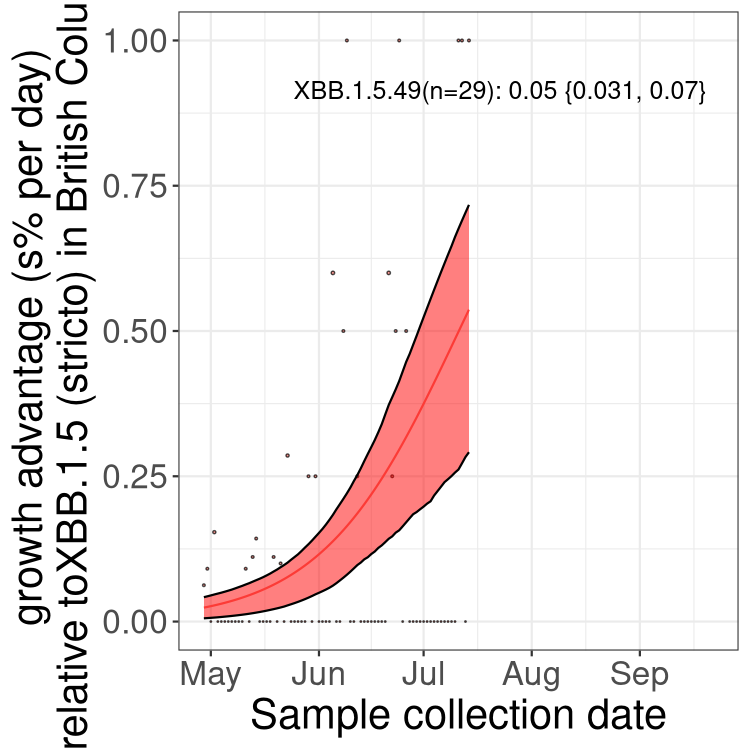 growth advantage (s% per day)
relative toXBB.1.5 (stricto) in British Colu
1.00
0.75
0.50
0.25
0.00
XBB.1.5.49(n=29): 0.05 {0.031, 0.07}
May Jun Jul Aug Sep
Sample collection date